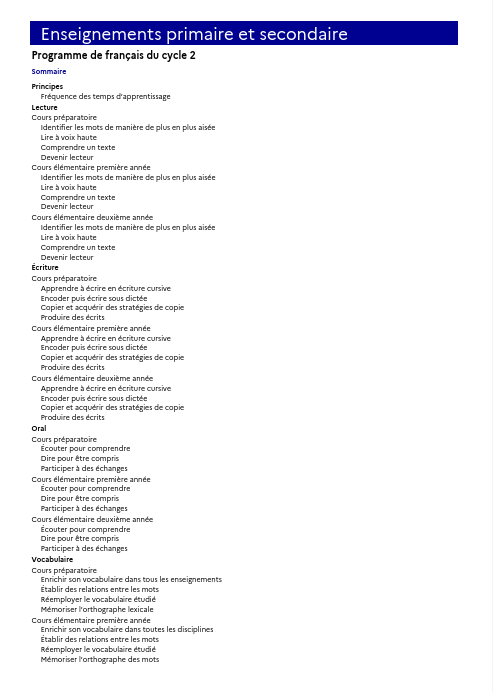 Enseignements primaire et secondaire
Programme de français du cycle 2
Sommaire
Principes
Fréquence des temps d'apprentissage
Lecture
Cours préparatoire
Identifier les mots de manière de plus en plus aisée
Lire à voix haute
Comprendre un texte
Devenir lecteur
Cours élémentaire première année
Identifier les mots de manière de plus en plus aisée
Lire à voix haute
Comprendre un texte
Devenir lecteur
Cours élémentaire deuxième année
Identifier les mots de manière de plus en plus aisée
Lire à voix haute
Comprendre un texte
Devenir lecteur
Écriture
Cours préparatoire
Apprendre à écrire en écriture cursive
Encoder puis écrire sous dictée
Copier et acquérir des stratégies de copie
Produire des écrits
Cours élémentaire première année
Apprendre à écrire en écriture cursive
Encoder puis écrire sous dictée
Copier et acquérir des stratégies de copie
Produire des écrits
Cours élémentaire deuxième année
Apprendre à écrire en écriture cursive
Encoder puis écrire sous dictée
Copier et acquérir des stratégies de copie
Produire des écrits
Oral
Cours préparatoire
Écouter pour comprendre
Dire pour être compris
Participer à des échanges
Cours élémentaire première année
Écouter pour comprendre
Dire pour être compris
Participer à des échanges
Cours élémentaire deuxième année
Écouter pour comprendre
Dire pour être compris
Participer à des échanges
Vocabulaire
Cours préparatoire
Enrichir son vocabulaire dans tous les enseignements
Établir des relations entre les mots
Réemployer le vocabulaire étudié
Mémoriser l'orthographe lexicale
Cours élémentaire première année
Enrichir son vocabulaire dans toutes les disciplines
Établir des relations entre les mots
Réemployer le vocabulaire étudié
Mémoriser l'orthographe des mots